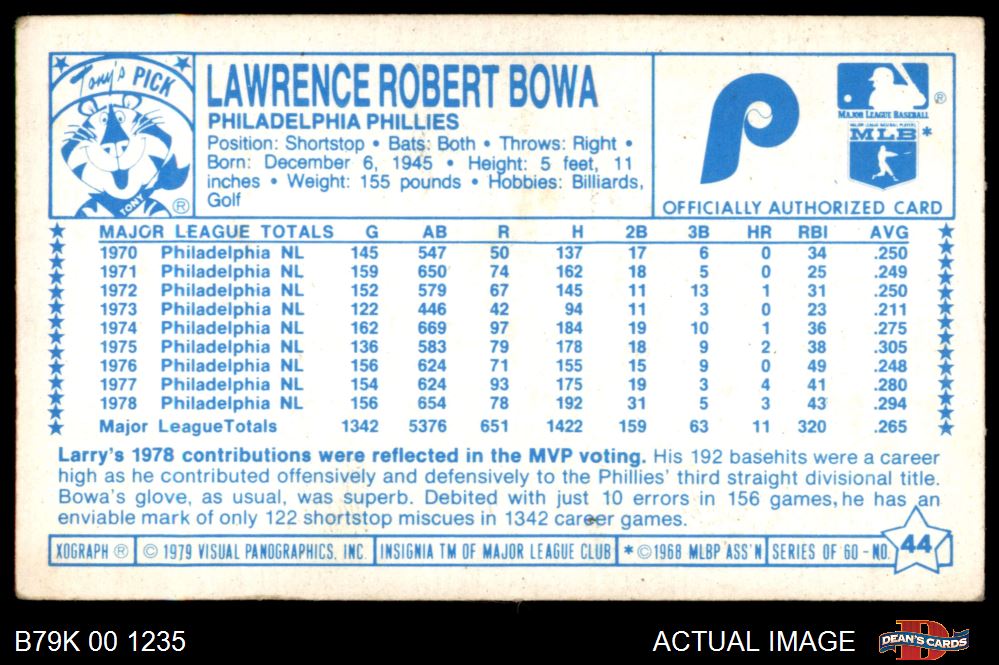 Tony's PICK
TONY
®
LAWRENCE ROBERT BOWA
PHILADELPHIA PHILLIES
Position: Shortstop • Bats: Both • Throws: Right •
Born: December 6, 1945 • Height: 5 feet, 11
inches • Weight: 155 pounds • Hobbies: Billiards,
Golf
P
®
MAJOR LEAGUE BASEBALL
MAJOR LEAGUE BASEBALL PLAYERS
MLB *
OFFICIALLY AUTHORIZED CARD
MAJOR LEAGUE TOTALS G AB R H 2B 3B HR RBI AVG
1970 Philadelphia NL 145 547 50 137 17 6 0 34 .250
1971 Philadelphia NL 159 650 74 162 18 5 0 25 .249
1972 Philadelphia NL 152 579 67 145 11 13 1 31 .250
1973 Philadelphia NL 122 446 42 94 11 3 0 23 .211
1974 Philadelphia NL 162 669 97 184 19 10 1 36 .275
1975 Philadelphia NL 136 583 79 178 18 9 2 38 .305
1976 Philadelphia NL 156 624 71 155 15 9 0 49 .248
1977 Philadelphia NL 154 624 93 175 19 3 4 41 .280
1978 Philadelphia NL 156 654 78 192 31 5 3 43 .294
Major LeagueTotals 1342 5376 651 1422 159 63 11 320 .265
Larry's 1978 contributions were reflected in the MVP voting. His 192 basehits were a career
high as he contributed offensively and defensively to the Phillies' third straight divisional title.
Bowa's glove, as usual, was superb. Debited with just 10 errors in 156 games, he has an
enviable mark of only 122 shortstop miscues in 1342 career games.
XOGRAPH ® © 1979 VISUAL PANOGRAPHICS, INC. INSIGNIA TM OF MAJOR LEAGUE CLUB * © 1968 MLBP ASS'N SERIES OF 60 - NO. 44
B79K 00 1235
ACTUAL IMAGE
D
DEAN'S CARDS